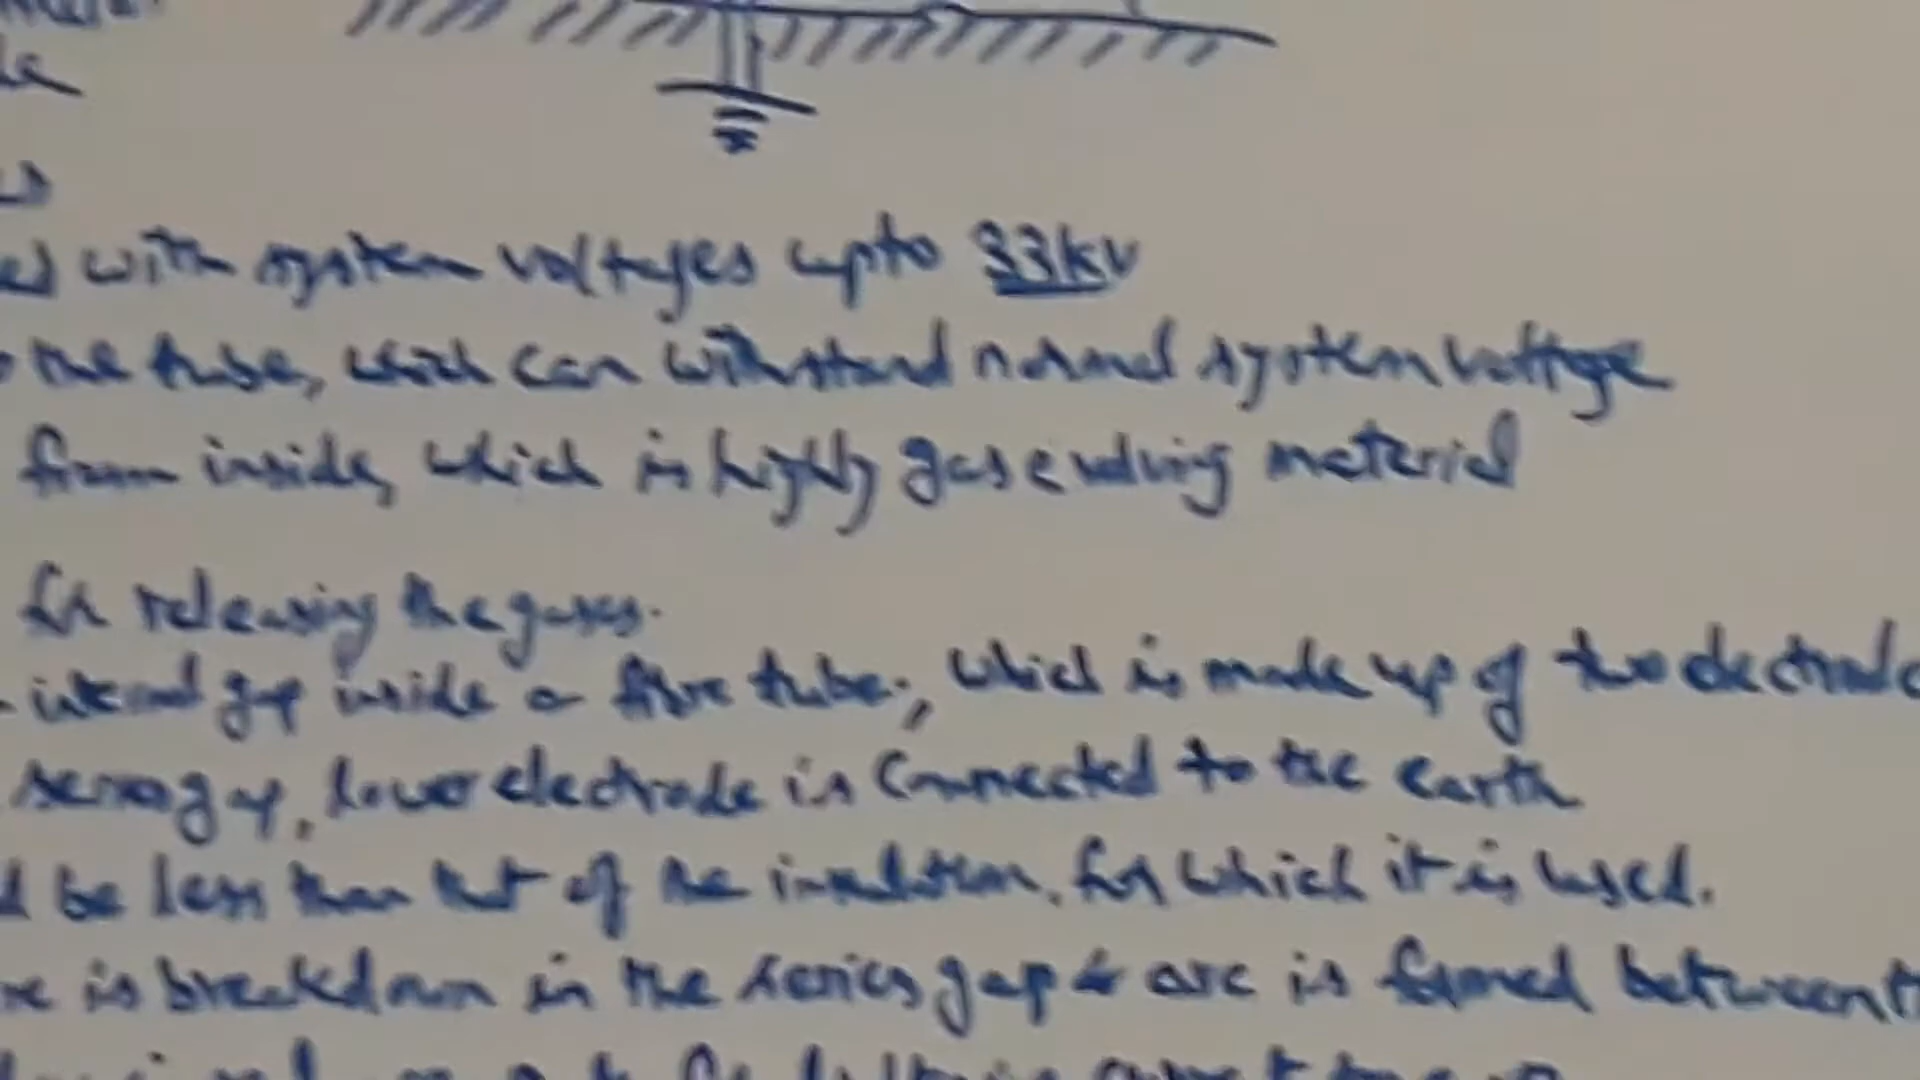 with system voltages upto 33kV
the tube, which can withstand normal system voltage
from inside, which is highly gas evolving material
for releasing the gases.
internal gap inside a fibre tube, which is made up of two electrode
series gap. lower electrode is connected to the earth
be less than that of the insulation. for which it is used.
is breakdown in the series gap & arc is formed between